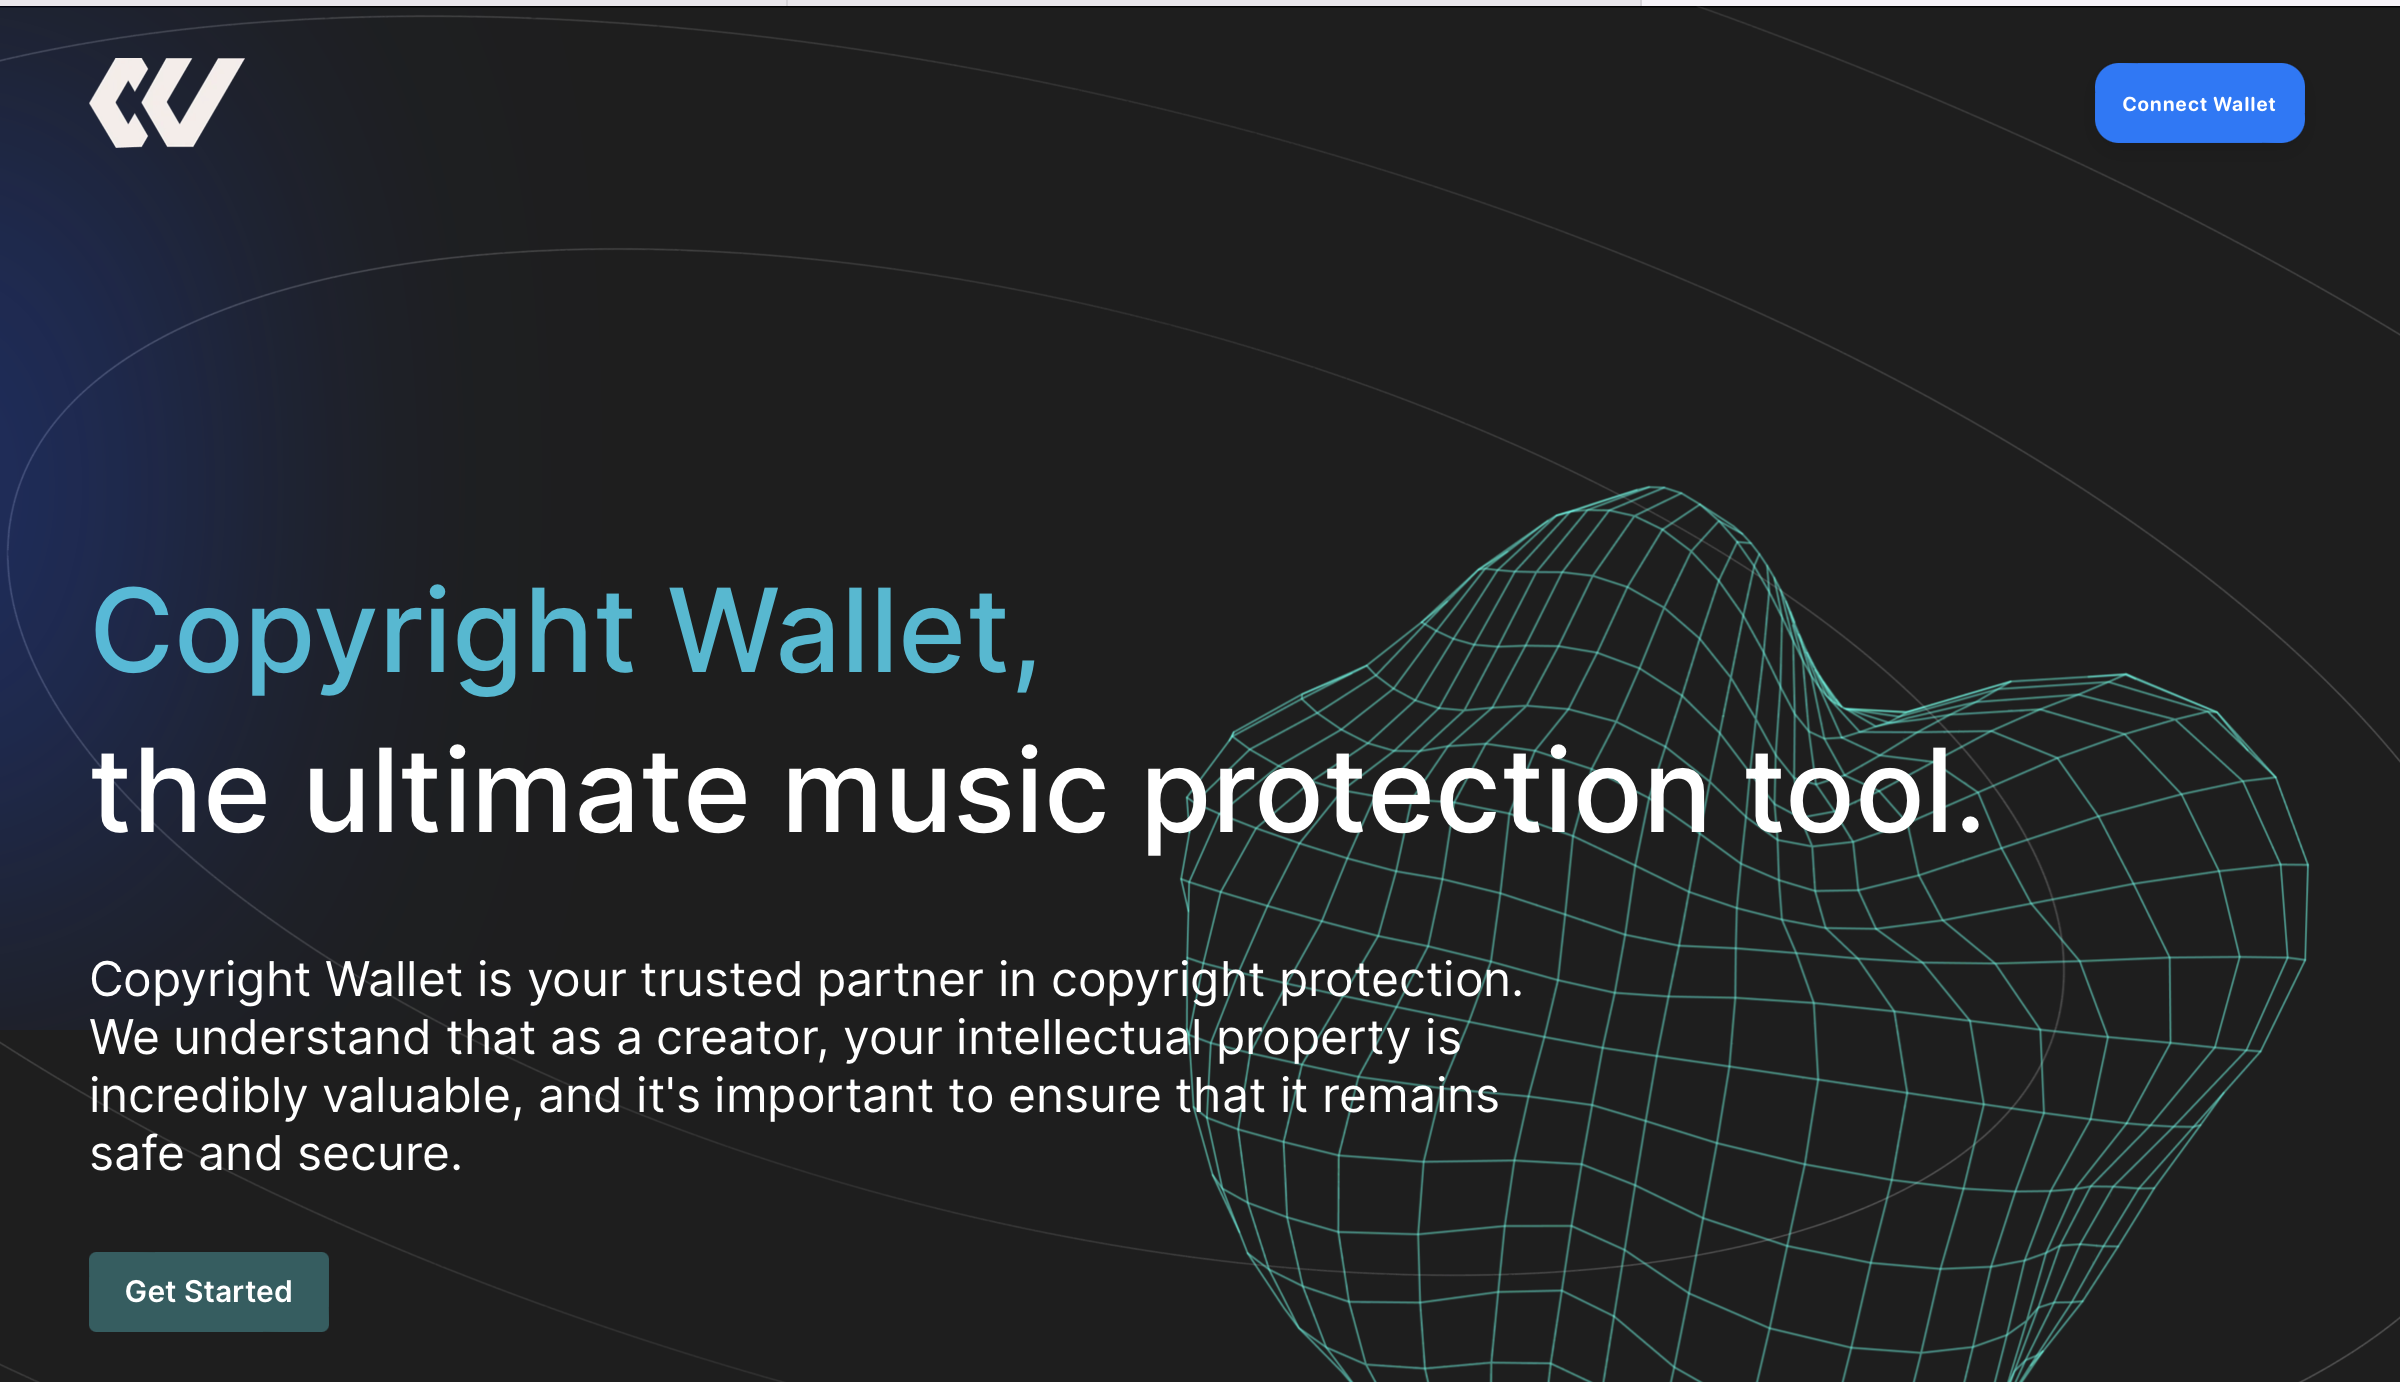 Connect Wallet
Copyright Wallet,
the ultimate music protection tool.
Copyright Wallet is your trusted partner in copyright protection.
We understand that as a creator, your intellectual property is
incredibly valuable, and it's important to ensure that it remains
safe and secure.
Get Started